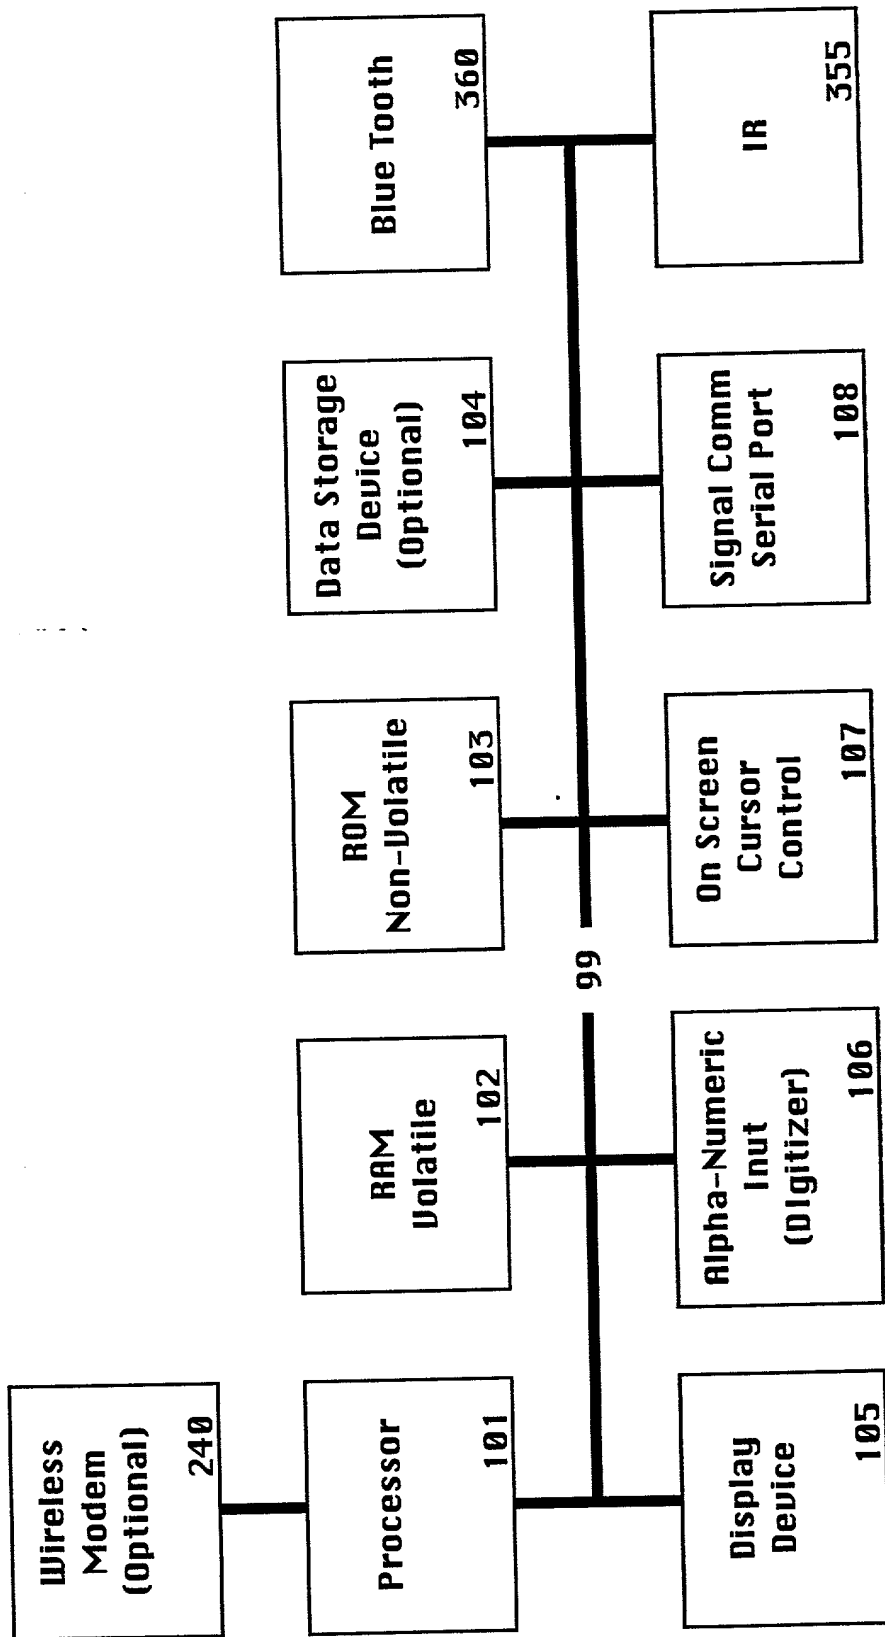 Wireless
Modem
(Optional)
240
Processor
101
RAM
Volatile
102
ROM
Non-Volatile
103
Data Storage
Device
(Optional)
104
Blue Tooth
360
99
Display
Device
105
Alpha-Numeric
Inut
(DIgitizer)
106
On Screen
Cursor
Control
107
Signal Comm
Serial Port
108
IR
355